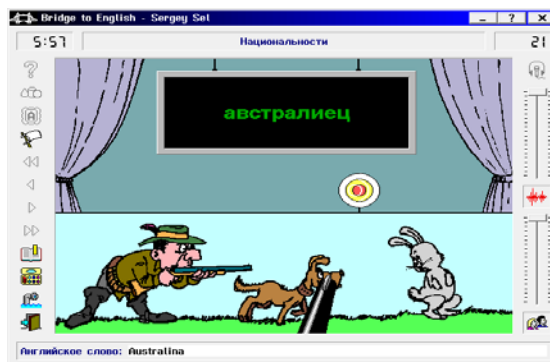 Bridge to English - Sergey Sel
5:57 Национальности 21
австралиец
Английское слово: Australina